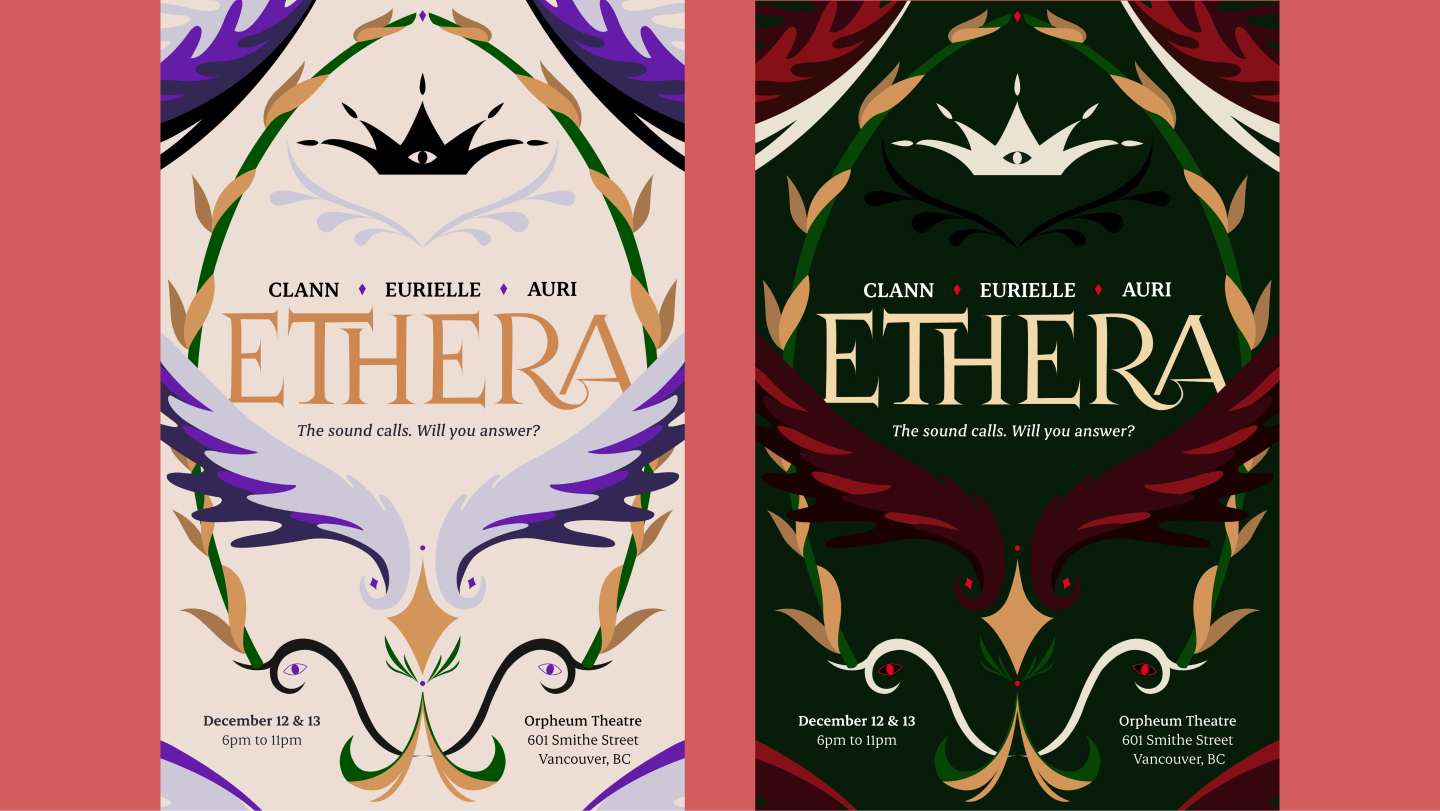 CLANN ♦ EURIELLE ♦ AURI
ETHERA
The sound calls. Will you answer?
December 12 & 13
6pm to 11pm
Orpheum Theatre
601 Smithe Street
Vancouver, BC
CLANN ♦ EURIELLE ♦ AURI
ETHERA
The sound calls. Will you answer?
December 12 & 13
6pm to 11pm
Orpheum Theatre
601 Smithe Street
Vancouver, BC